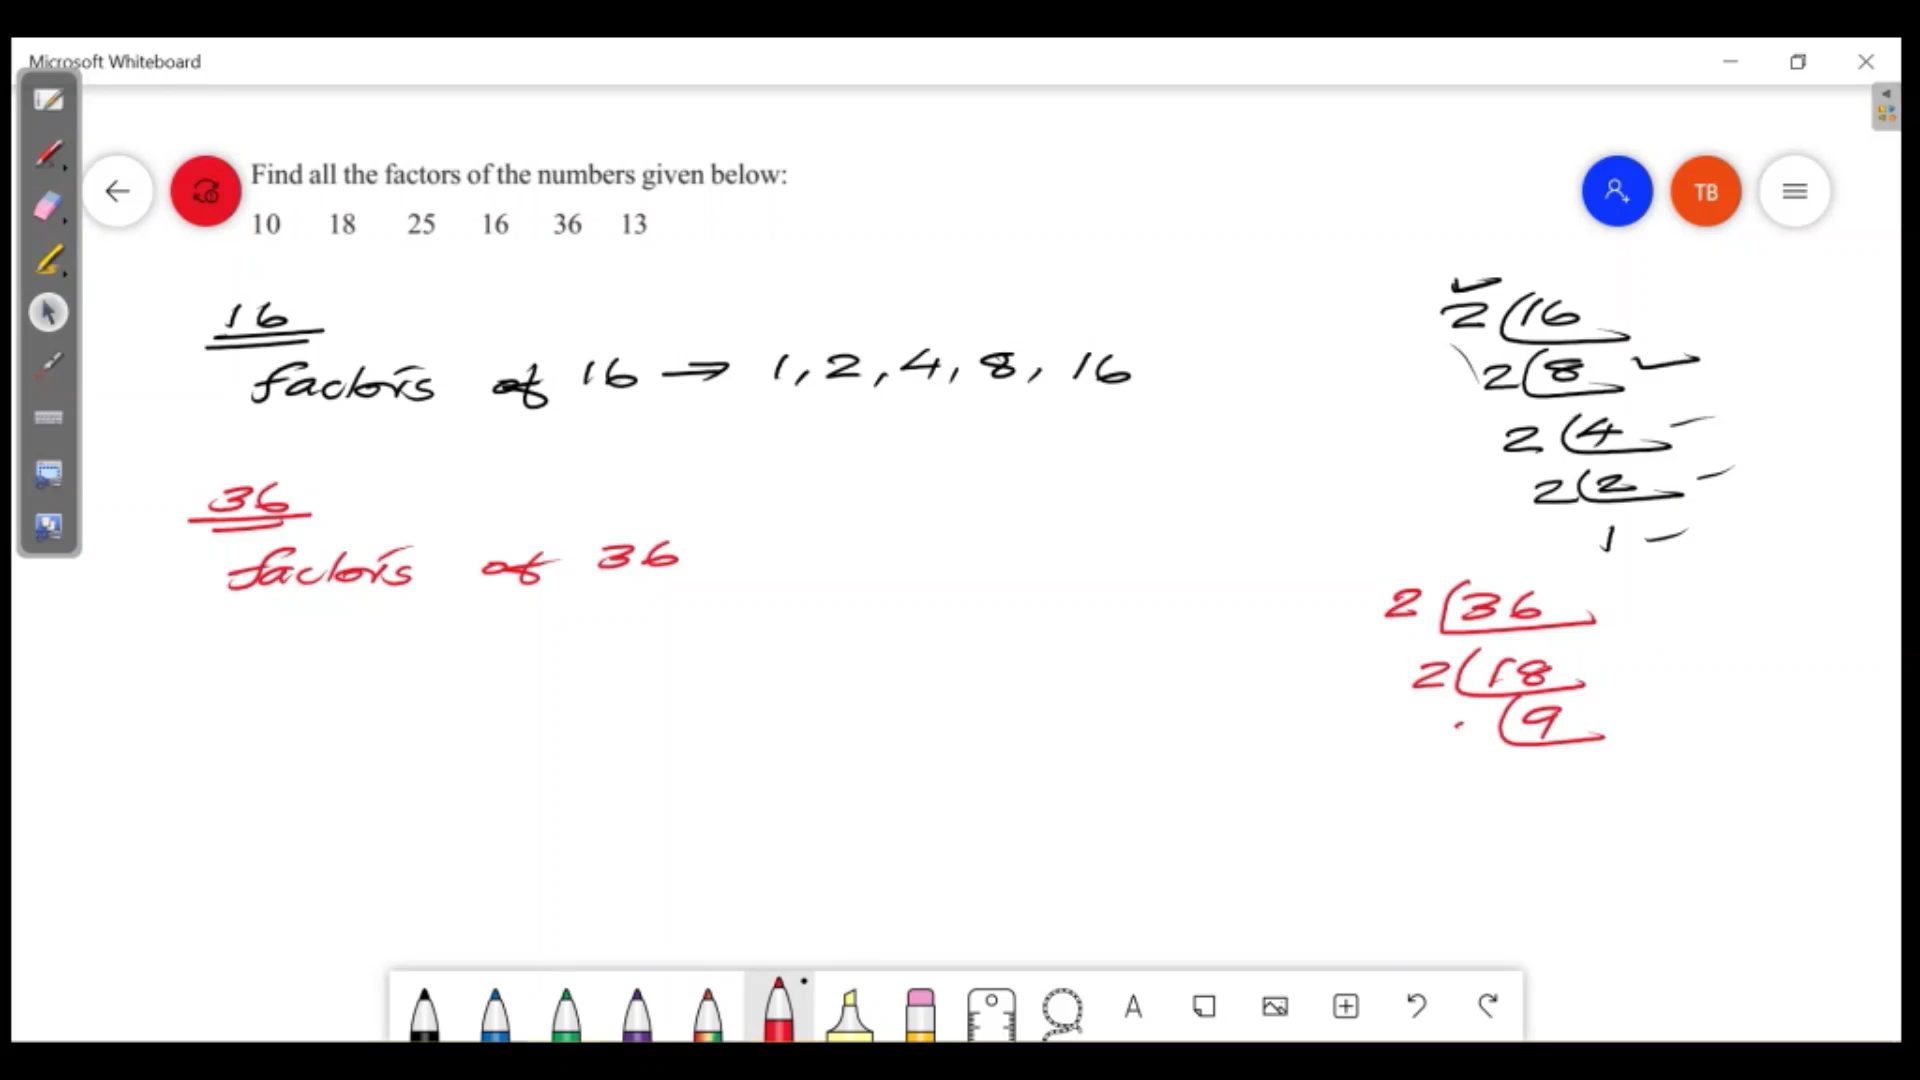 Microsoft Whiteboard
Find all the factors of the numbers given below:
10 18 25 16 36 13
TB
16
factors of 16 → 1, 2, 4, 8, 16
2 16
2 8
2 4
2 2
1
36
factors of 36
2 36
2 18
9
A